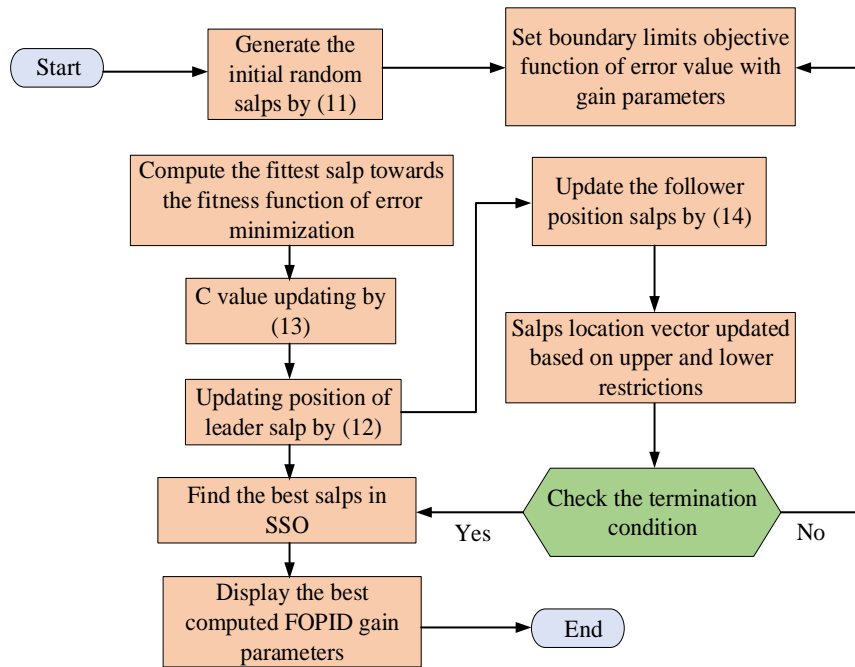 Start
Generate the
initial random
salps by (11)
Set boundary limits objective
function of error value with
gain parameters
Compute the fittest salp towards
the fitness function of error
minimization
C value updating by
(13)
Updating position of
leader salp by (12)
Update the follower
position salps by (14)
Salps location vector updated
based on upper and lower
restrictions
Check the termination
condition
Yes
No
Find the best salps in
SSO
Display the best
computed FOPID gain
parameters
End